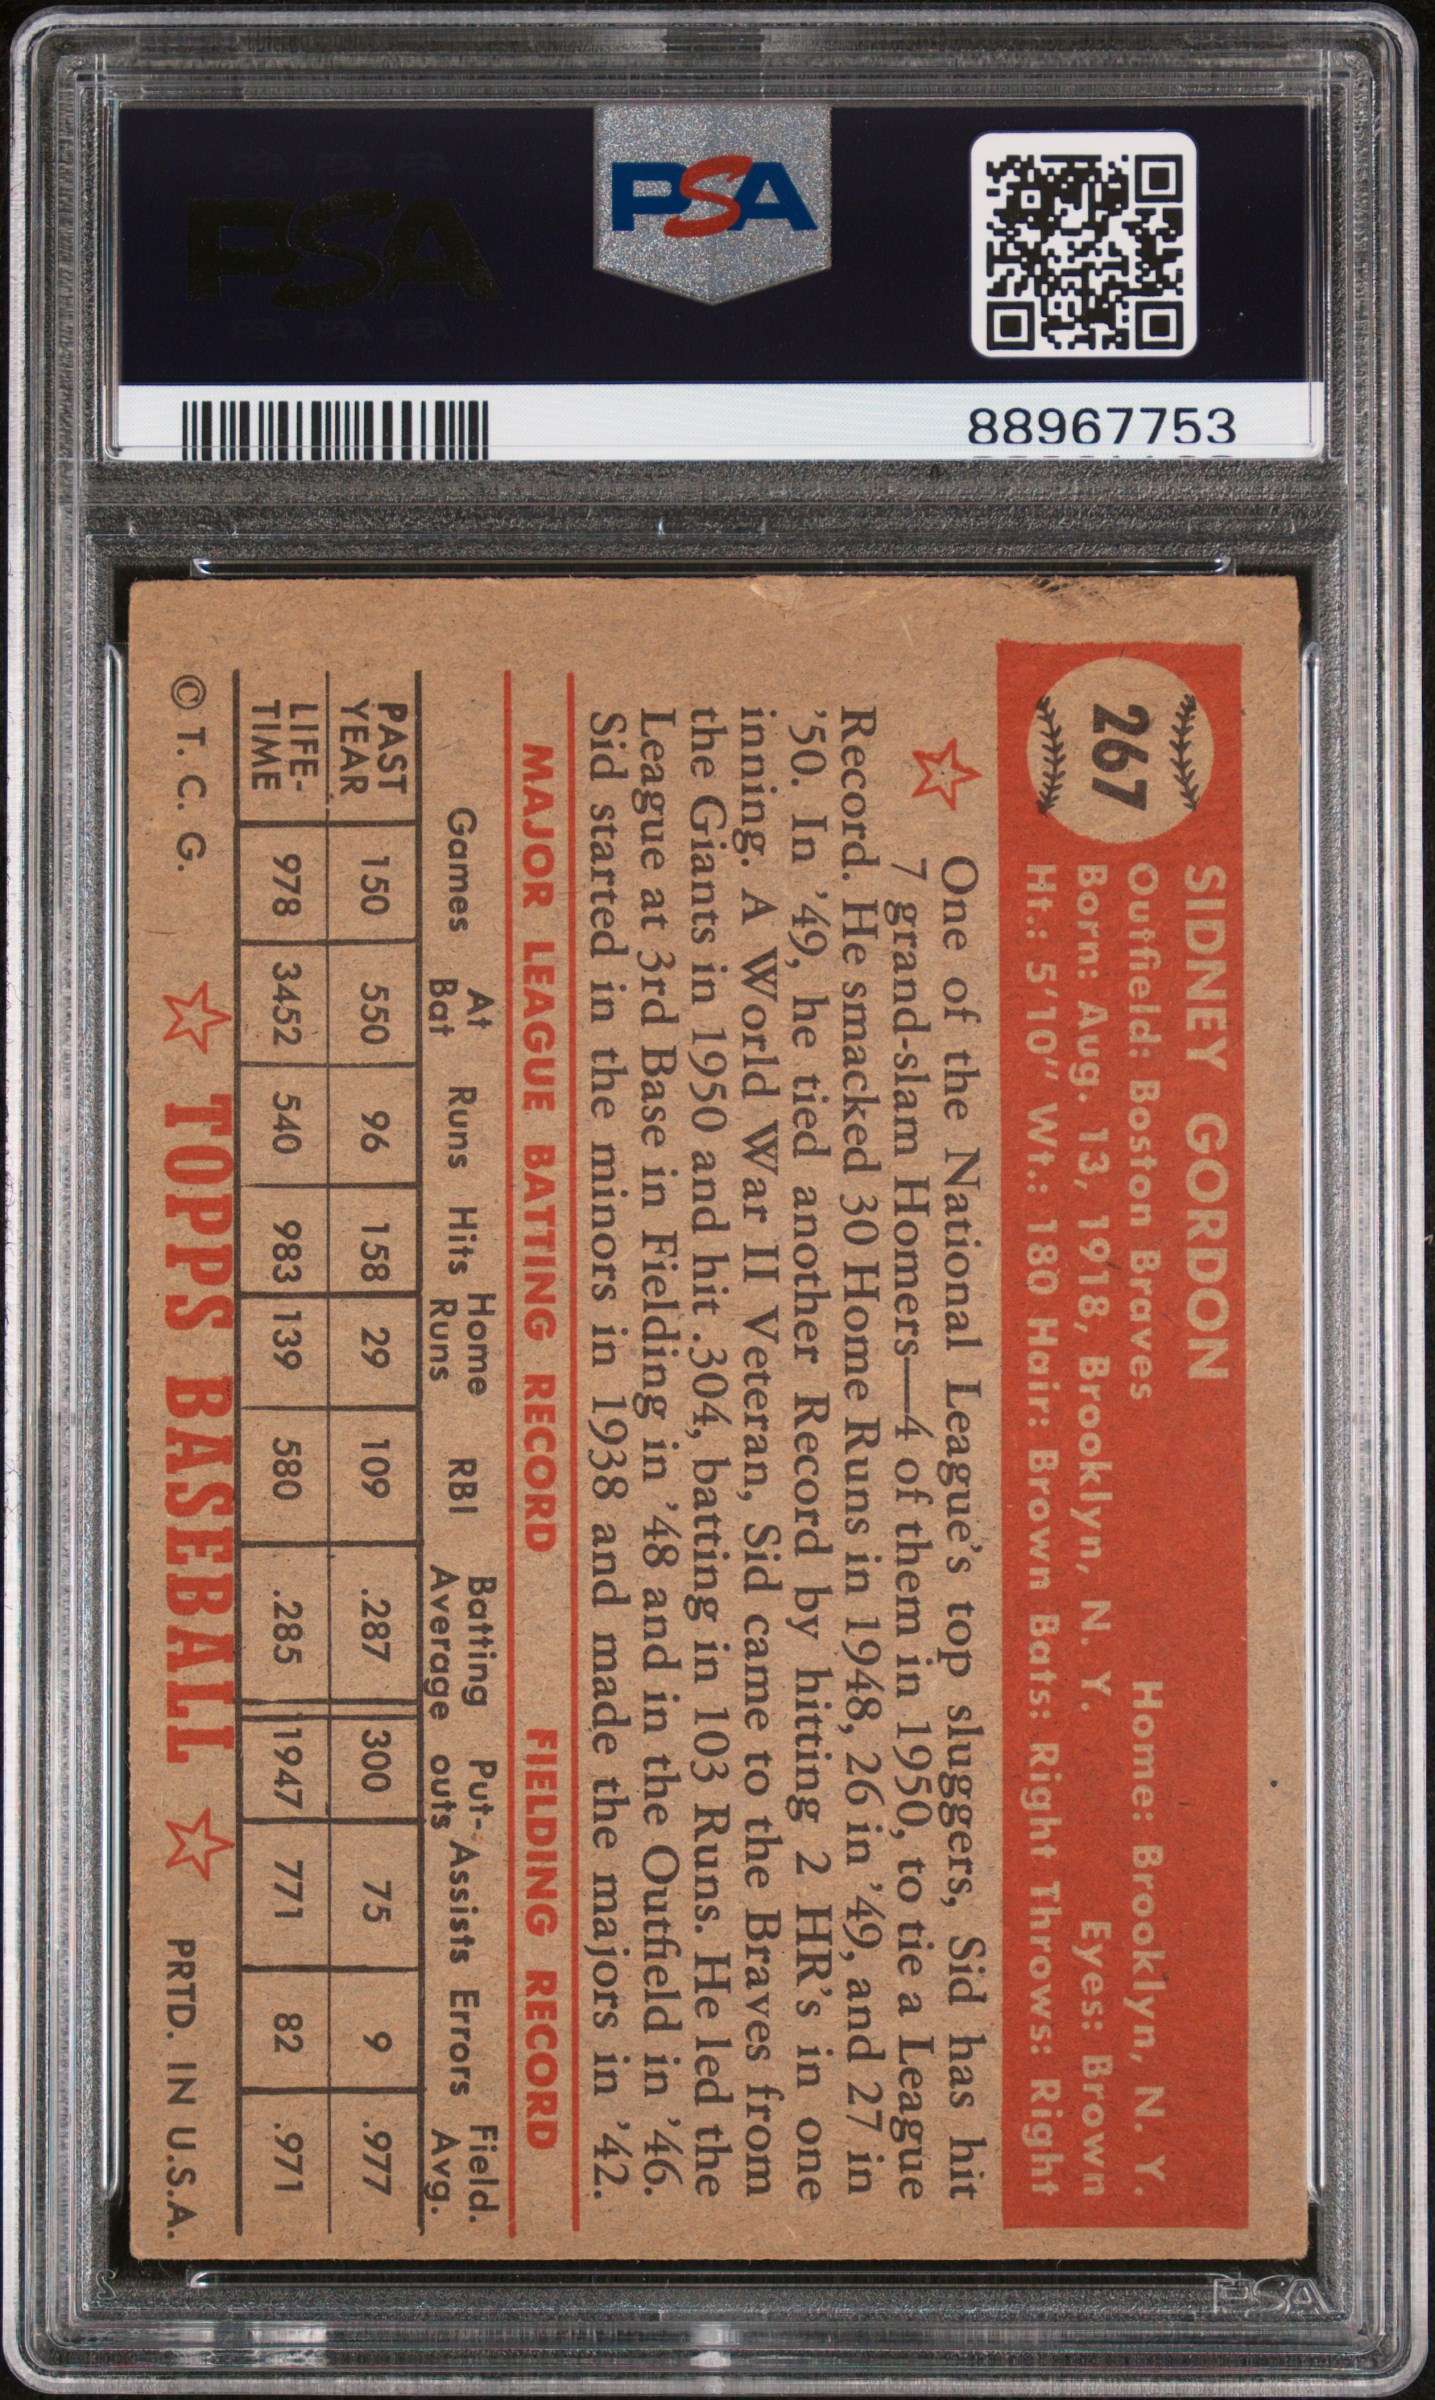 PSA
PSA
88967753
267
SIDNEY GORDON
Outfield: Boston Braves Home: Brooklyn, N. Y.
Born: Aug. 13, 1918, Brooklyn, N. Y. Eyes: Brown
Ht.: 5'10" Wt.: 180 Hair: Brown Bats: Right Throws: Right
One of the National League's top sluggers, Sid has hit
7 grand-slam Homers—4 of them in 1950, to tie a League
Record. He smacked 30 Home Runs in 1948, 26 in '49, and 27 in
'50. In '49, he tied another Record by hitting 2 HR's in one
inning. A World War II Veteran, Sid came to the Braves from
the Giants in 1950 and hit .304, batting in 103 Runs. He led the
League at 3rd Base in Fielding in '48 and in the Outfield in '46.
Sid started in the minors in 1938 and made the majors in '42.
MAJOR LEAGUE BATTING RECORD FIELDING RECORD
Games At Bat Runs Hits Home Runs RBI Batting Average Put-outs Assists Errors Field. Avg.
PAST YEAR 150 550 96 158 29 109 .287 300 75 9 .977
LIFE-TIME 978 3452 540 983 139 580 .285 1947 771 82 .971
© T. C. G. TOPPS BASEBALL PRTD. IN U.S.A.
PSA